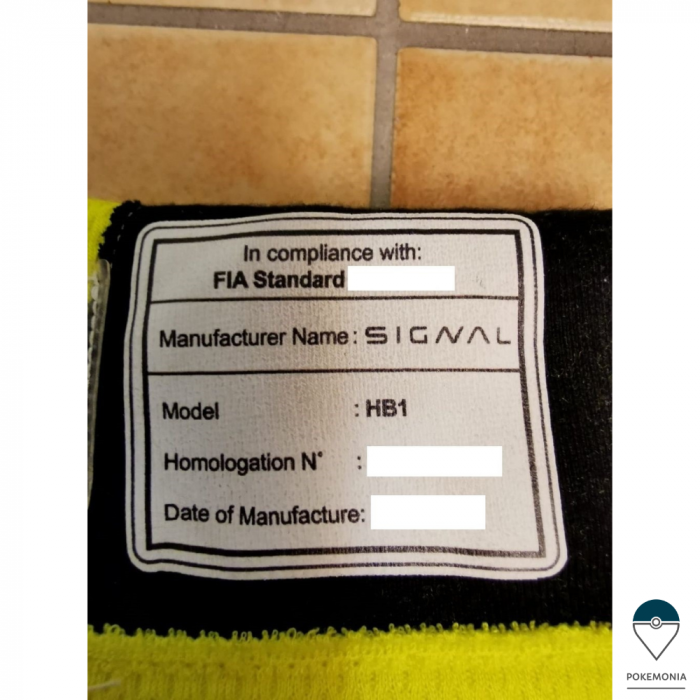 In compliance with:
FIA Standard
Manufacturer Name: SIGNAL
Model : HB1
Homologation N° :
Date of Manufacture:
POKEMONIA